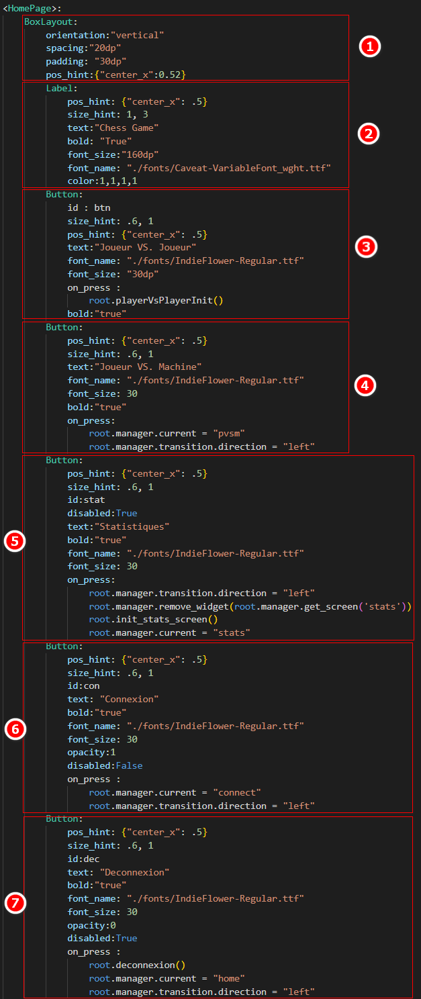 <HomePage>:
BoxLayout:
orientation:"vertical"
spacing:"20dp"
padding: "30dp"
pos_hint:{"center_x":0.52}
1
Label:
pos_hint: {"center_x": .5}
size_hint: 1, 3
text:"Chess Game"
bold: "True"
font_size:"160dp"
font_name: "./fonts/Caveat-VariableFont_wght.ttf"
color:1,1,1,1
2
Button:
id : btn
size_hint: .6, 1
pos_hint: {"center_x": .5}
text:"Joueur VS. Joueur"
font_name: "./fonts/IndieFlower-Regular.ttf"
font_size: "30dp"
on_press :
root.playerVsPlayerInit()
bold:"true"
3
Button:
pos_hint: {"center_x": .5}
size_hint: .6, 1
text:"Joueur VS. Machine"
font_name: "./fonts/IndieFlower-Regular.ttf"
font_size: 30
bold:"true"
on_press:
root.manager.current = "pvsm"
root.manager.transition.direction = "left"
4
Button:
pos_hint: {"center_x": .5}
size_hint: .6, 1
id:stat
disabled:True
text:"Statistiques"
bold:"true"
font_name: "./fonts/IndieFlower-Regular.ttf"
font_size: 30
on_press:
root.manager.transition.direction = "left"
root.manager.remove_widget(root.manager.get_screen('stats'))
root.init_stats_screen()
root.manager.current = "stats"
5
Button:
pos_hint: {"center_x": .5}
size_hint: .6, 1
id:con
text: "Connexion"
bold:"true"
font_name: "./fonts/IndieFlower-Regular.ttf"
font_size: 30
opacity:1
disabled:False
on_press :
root.manager.current = "connect"
root.manager.transition.direction = "left"
6
Button:
pos_hint: {"center_x": .5}
size_hint: .6, 1
id:dec
text: "Deconnexion"
bold:"true"
font_name: "./fonts/IndieFlower-Regular.ttf"
font_size: 30
opacity:0
disabled:True
on_press :
root.deconnexion()
root.manager.current = "home"
root.manager.transition.direction = "left"
7